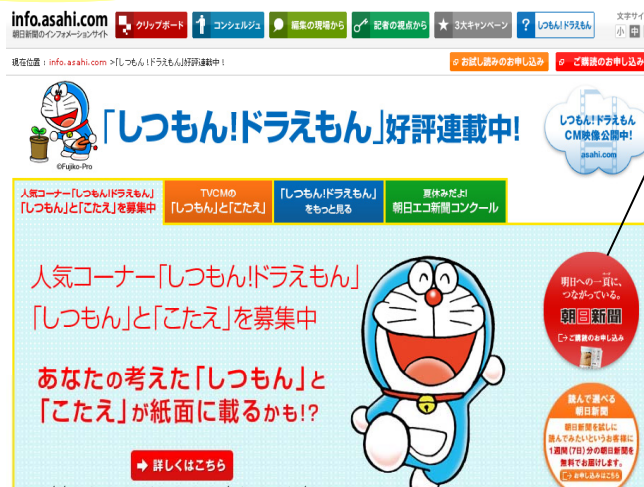 info.asahi.com
朝日新聞のインフォメーションサイト
クリップボード
コンシェルジュ
編集の現場から
記者の視点から
3大キャンペーン
しつもん!ドラえもん
文字サイ
小 中
現在位置：info.asahi.com >「しつもん!ドラえもん」好評連載中！
お試し読みのお申し込み
ご購読のお申し込み
「しつもん!ドラえもん」好評連載中!
©Fujiko-Pro
しつもん!ドラえもん
CM映像公開中!
asahi.com
人気コーナー「しつもん!ドラえもん」
「しつもん」と「こたえ」を募集中
TVCMの
「しつもん」と「こたえ」
「しつもん!ドラえもん」
をもっと見る
夏休みだよ!
朝日エコ新聞コンクール
人気コーナー「しつもん!ドラえもん」
「しつもん」と「こたえ」を募集中
あなたの考えた「しつもん」と
「こたえ」が紙面に載るかも!?
詳しくはこちら
明日への一頁に、
つながっている。
朝日新聞
ご購読のお申し込み
読んで選べる
朝日新聞
朝日新聞を試しに
読んでみたいというお客様に
1週間(7日)分の朝日新聞を
無料でお届けします。
お申し込みはこちら